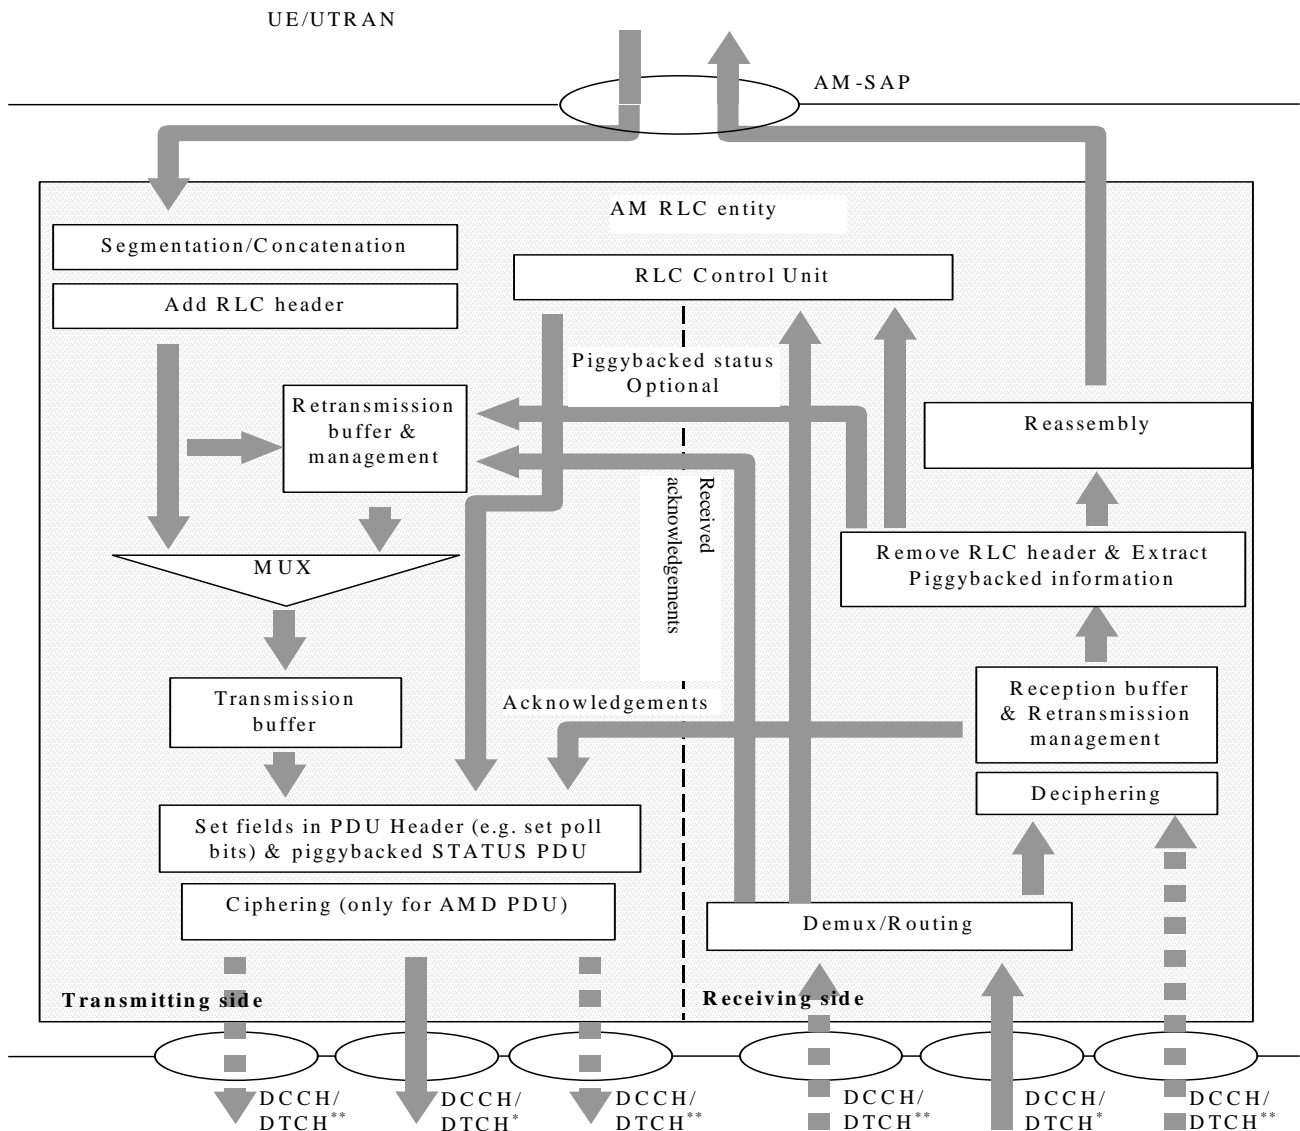 UE/UTRAN
AM-SAP
AM RLC entity
Segmentation/Concatenation
RLC Control Unit
Add RLC header
Piggybacked status
Optional
Retransmission
buffer &
management
Reassembly
Received
acknowledgements
MUX
Remove RLC header & Extract
Piggybacked information
Transmission
buffer
Acknowledgements
Reception buffer
& Retransmission
management
Deciphering
Set fields in PDU Header (e.g. set poll
bits) & piggybacked STATUS PDU
Ciphering (only for AMD PDU)
Demux/Routing
Transmitting side
Receiving side
DCCH/
DTCH**
DCCH/
DTCH*
DCCH/
DTCH**
DCCH/
DTCH**
DCCH/
DTCH*
DCCH/
DTCH**